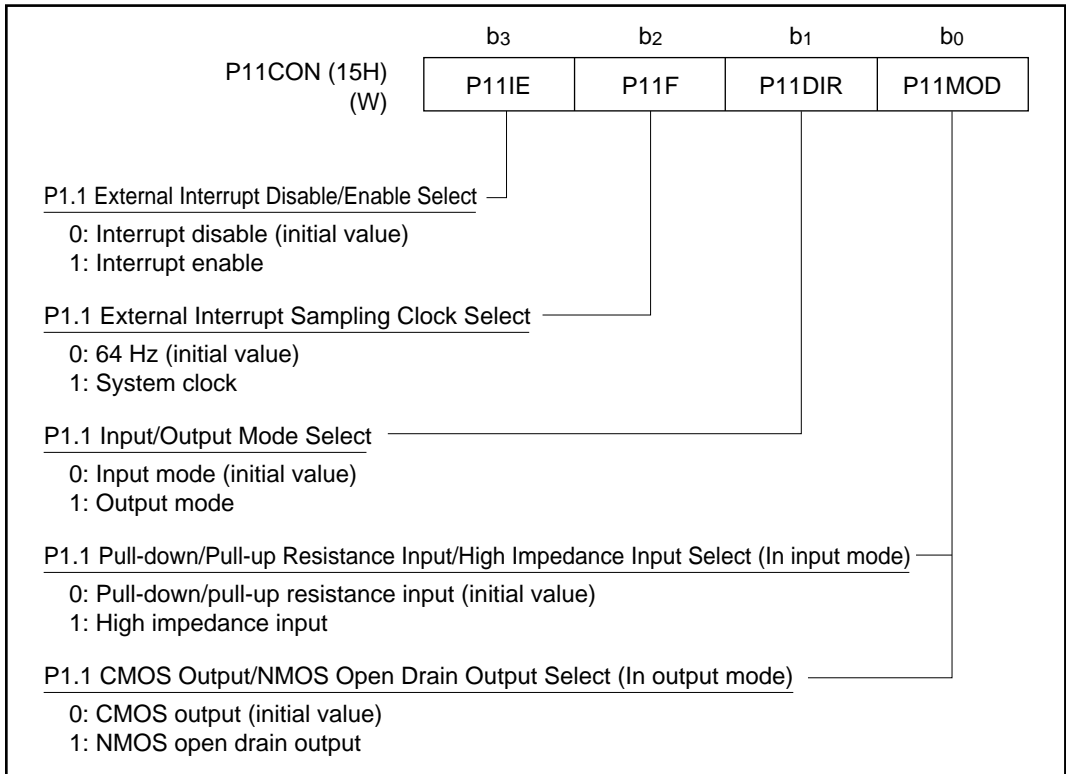 b3 b2 b1 b0
P11CON (15H) P11IE P11F P11DIR P11MOD
(W)
P1.1 External Interrupt Disable/Enable Select
0: Interrupt disable (initial value)
1: Interrupt enable
P1.1 External Interrupt Sampling Clock Select
0: 64 Hz (initial value)
1: System clock
P1.1 Input/Output Mode Select
0: Input mode (initial value)
1: Output mode
P1.1 Pull-down/Pull-up Resistance Input/High Impedance Input Select (In input mode)
0: Pull-down/pull-up resistance input (initial value)
1: High impedance input
P1.1 CMOS Output/NMOS Open Drain Output Select (In output mode)
0: CMOS output (initial value)
1: NMOS open drain output